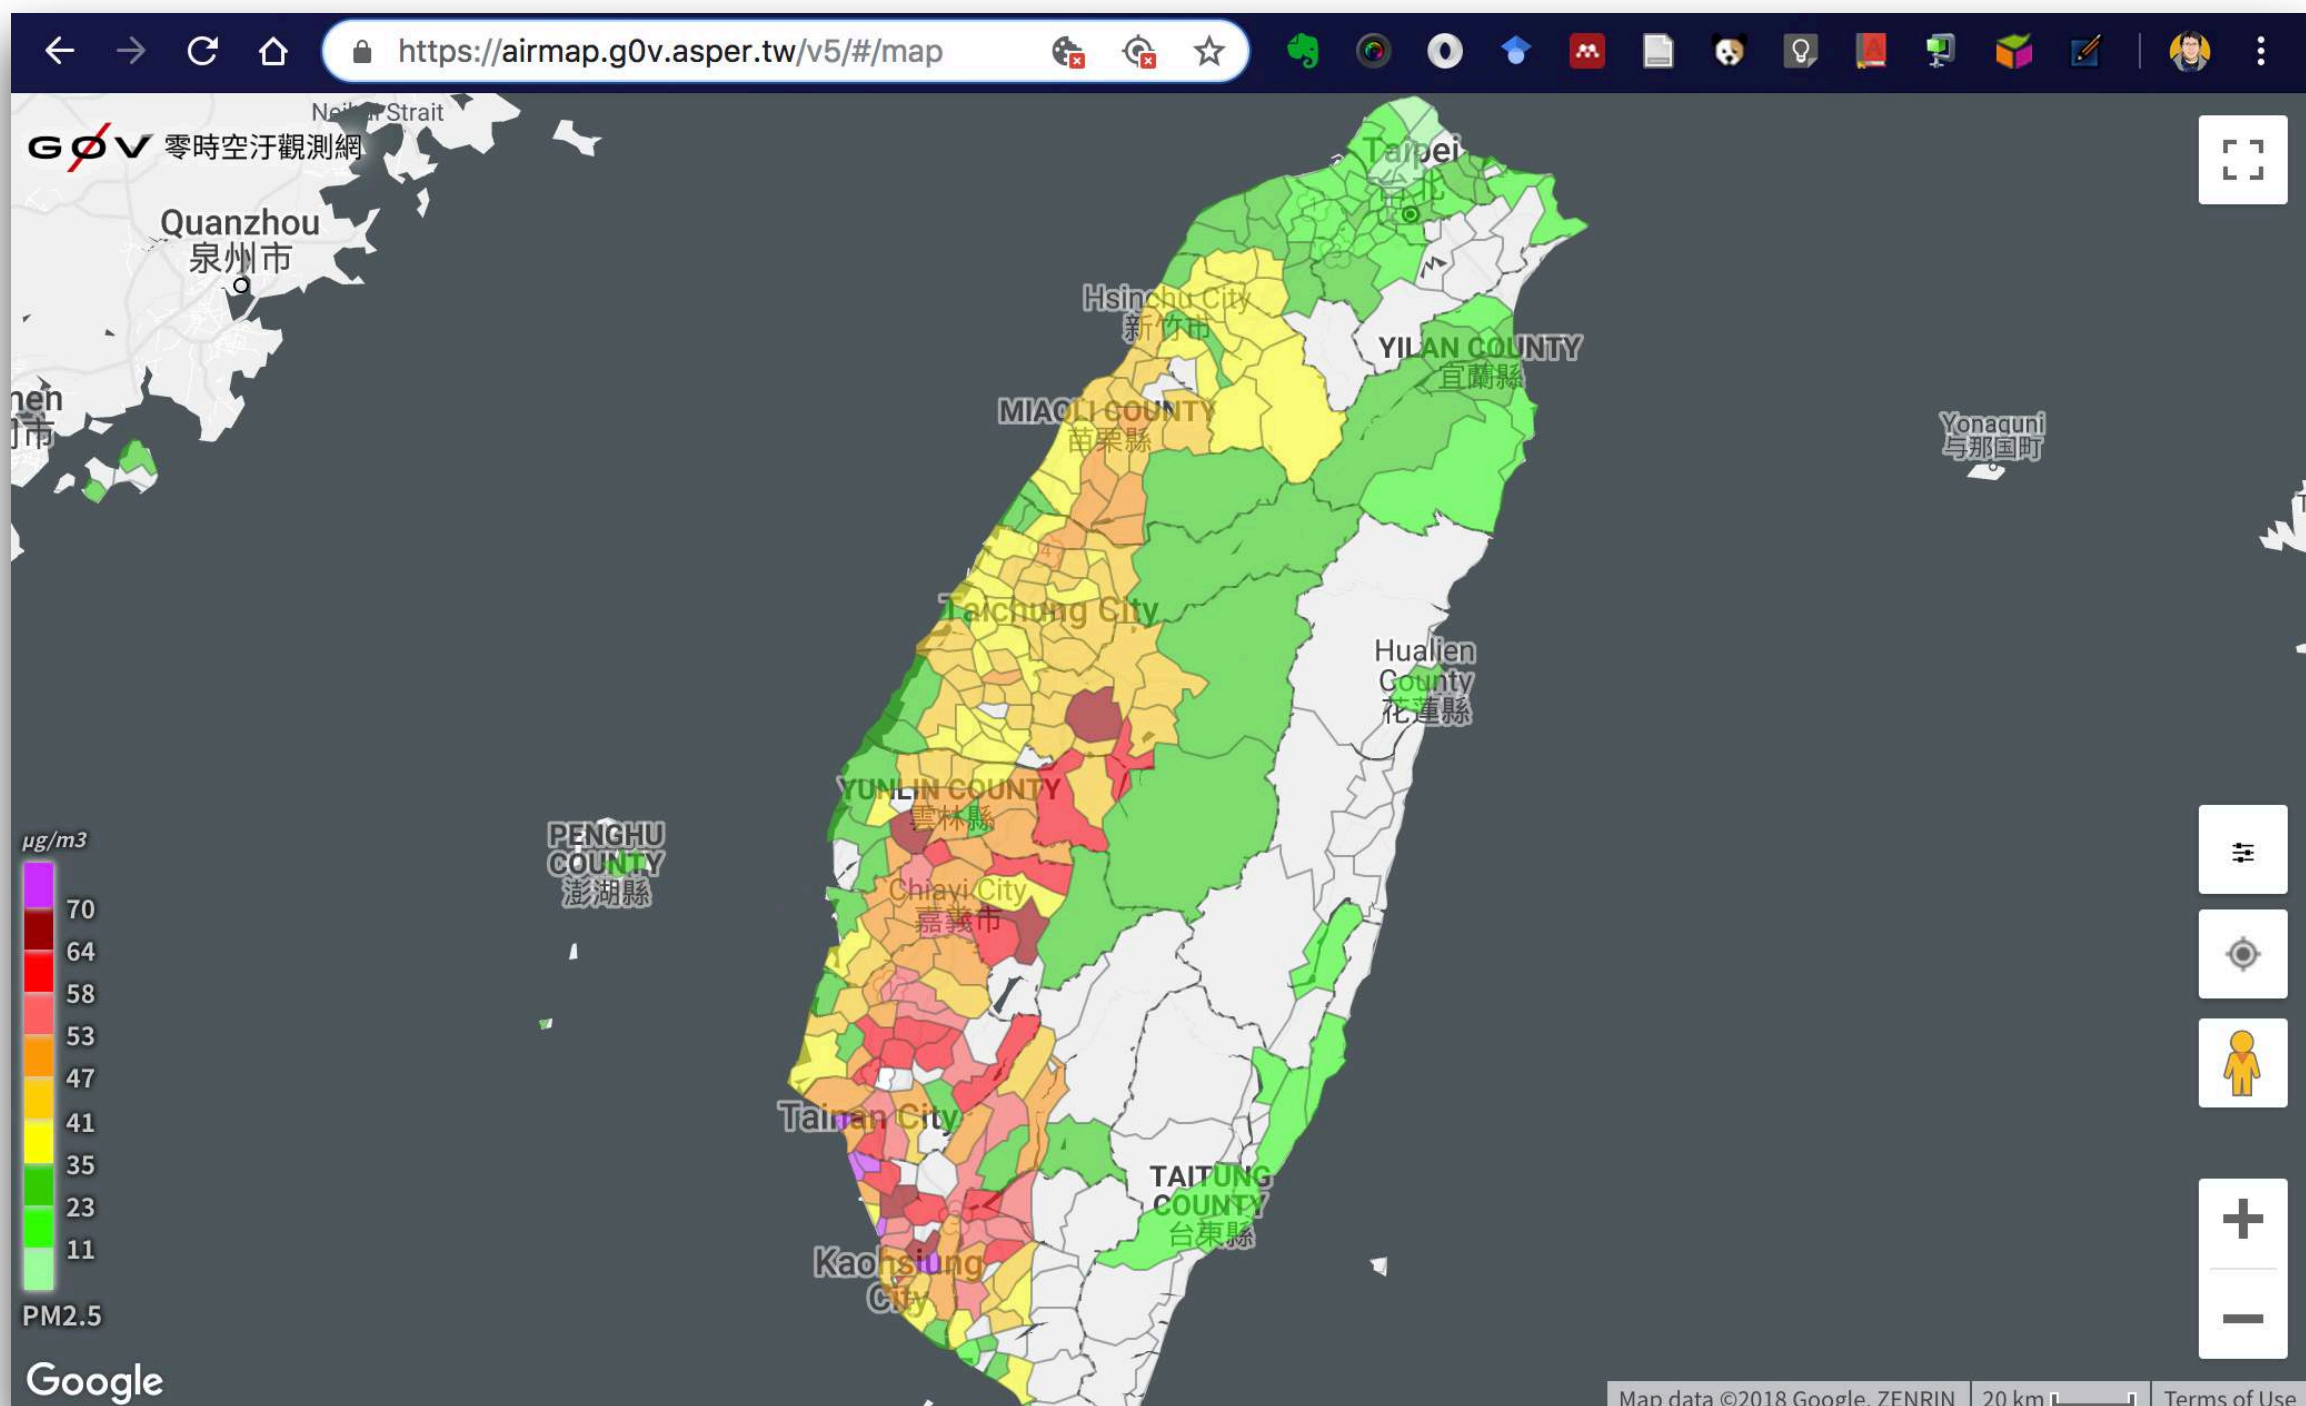 https://airmap.g0v.asper.tw/v5/#/map
Strait
GØV 零時空汙觀測網
Quanzhou
泉州市
Taipei
台北
Hsinchu City
新竹市
YILAN COUNTY
宜蘭縣
MIAOLI COUNTY
苗栗縣
Yonaguni
与那国町
Taichung City
Hualien
County
花蓮縣
YUNLIN COUNTY
雲林縣
PENGHU
COUNTY
澎湖縣
Chiayi City
嘉義市
Tainan City
TAITUNG
COUNTY
台東縣
Kaohsiung
City
µg/m3
70
64
58
53
47
41
35
23
11
PM2.5
Google
Map data ©2018 Google, ZENRIN
20 km
Terms of Use